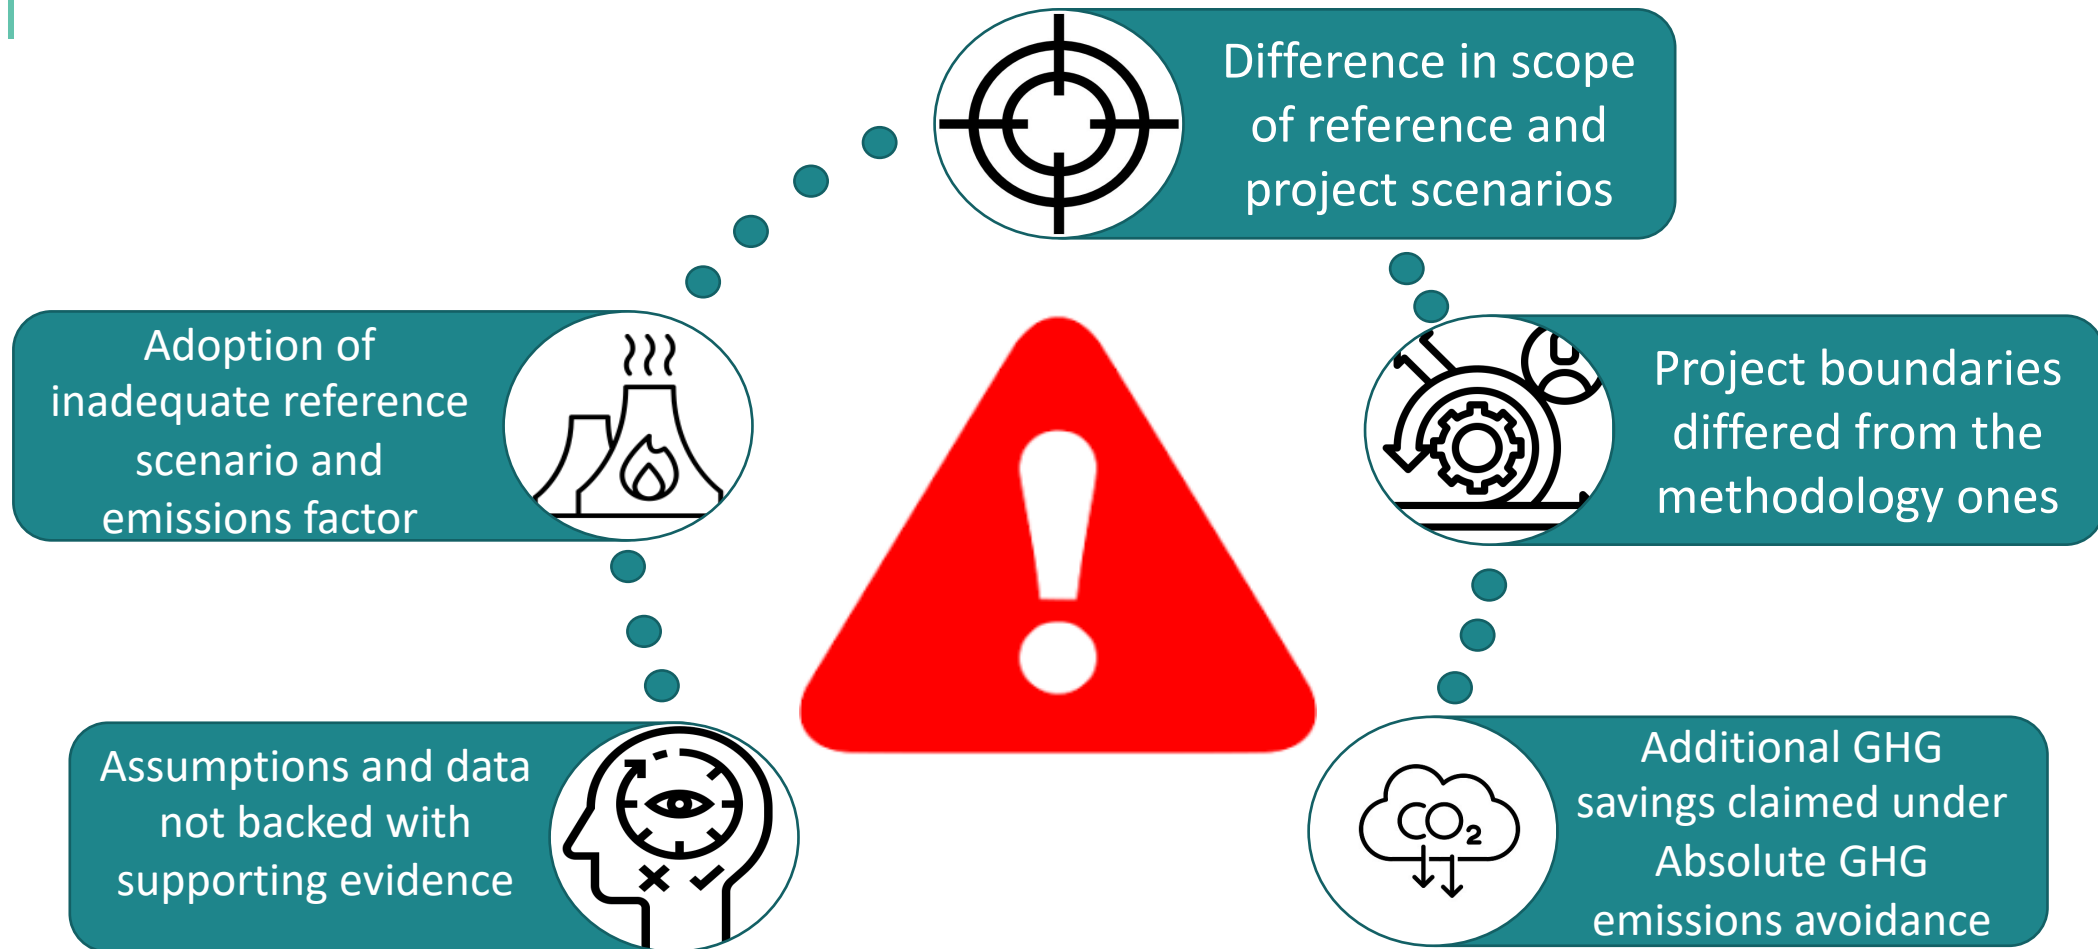 Difference in scope
of reference and
project scenarios
Adoption of
inadequate reference
scenario and
emissions factor
Project boundaries
differed from the
methodology ones
Assumptions and data
not backed with
supporting evidence
CO₂
Additional GHG
savings claimed under
Absolute GHG
emissions avoidance